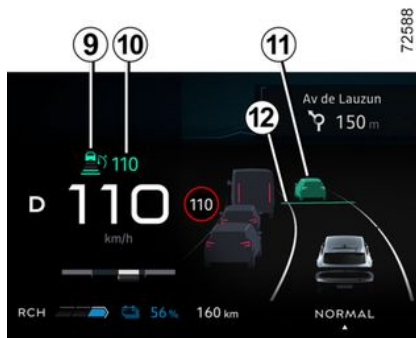 72588
9
10
11
12
Av de Lauzun
150 m
110
D
110
110
km/h
RCH
56 %
160 km
NORMAL